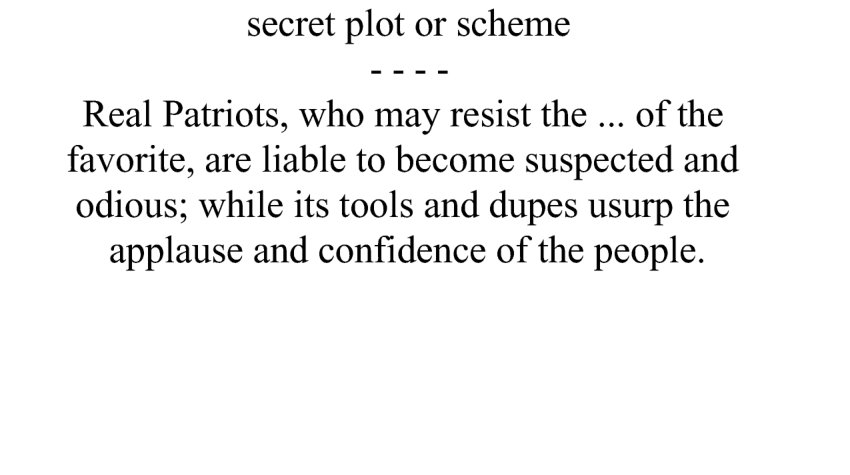 secret plot or scheme
- - - -
Real Patriots, who may resist the ... of the
favorite, are liable to become suspected and
odious; while its tools and dupes usurp the
applause and confidence of the people.